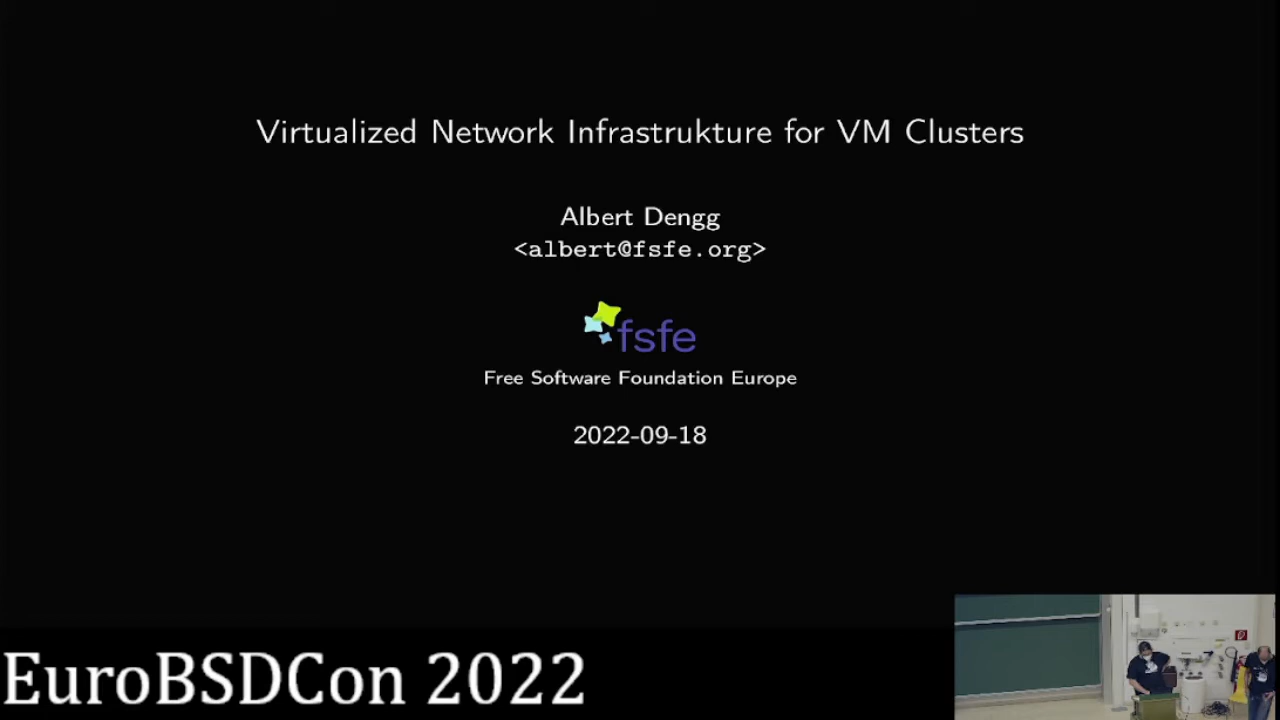 Virtualized Network Infrastrukture for VM Clusters
Albert Dengg
<albert@fsfe.org>
fsfe
Free Software Foundation Europe
2022-09-18
EuroBSDCon 2022